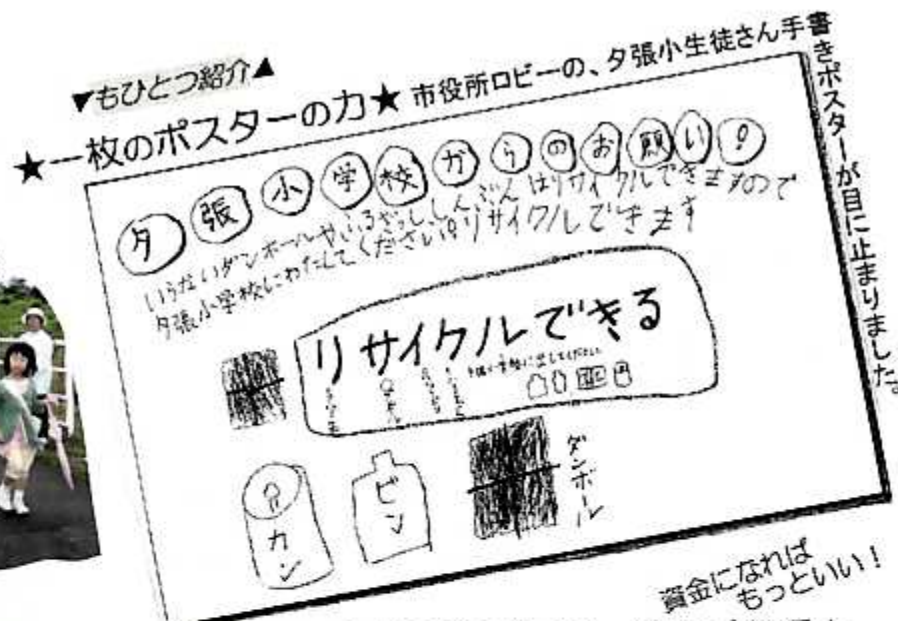 ▼もひとつ紹介▲
★一枚のポスターの力★市役所ロビーの、夕張小生徒さん手書きポスターが目に止まりました。
夕張小学校からのお願い!
いらないダンボールやふるざっししんぶんはリサイクルできますので
夕張小学校にわたしてください。リサイクルできます
リサイクルできる
カン
ビン
ダンボール
資金になれば
もっといい!